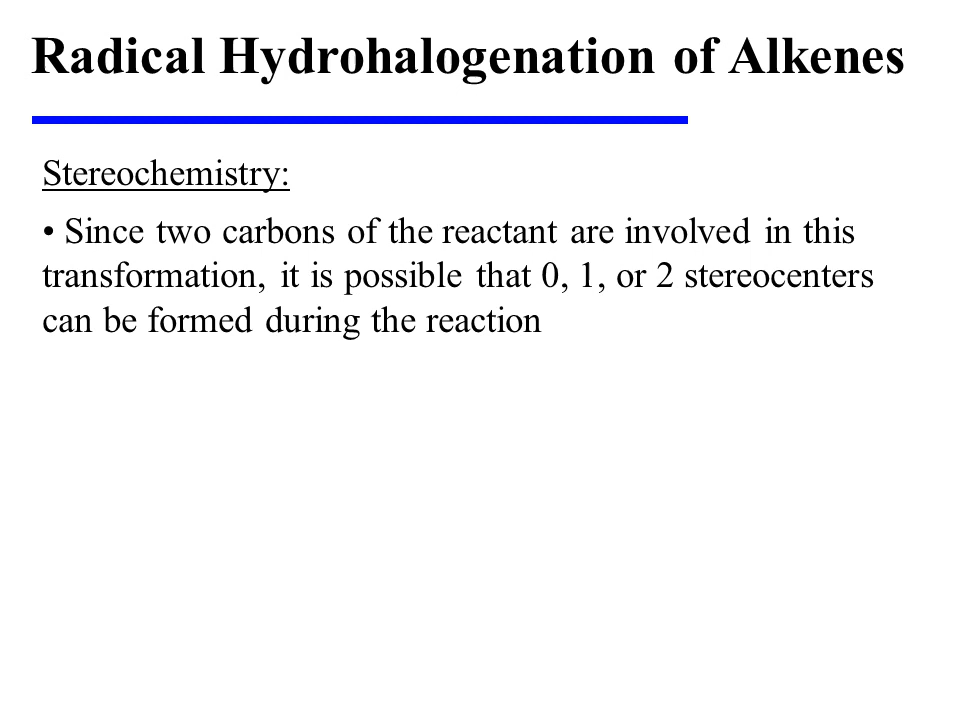 Radical Hydrohalogenation of Alkenes
Stereochemistry:
• Since two carbons of the reactant are involved in this
transformation, it is possible that 0, 1, or 2 stereocenters
can be formed during the reaction